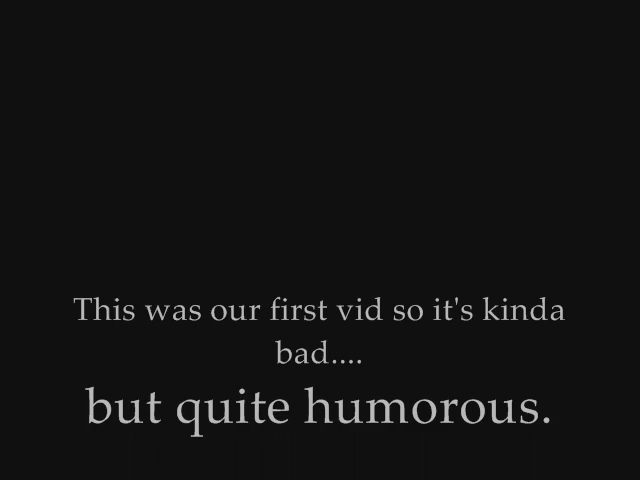 This was our first vid so it's kinda
bad....
but quite humorous.